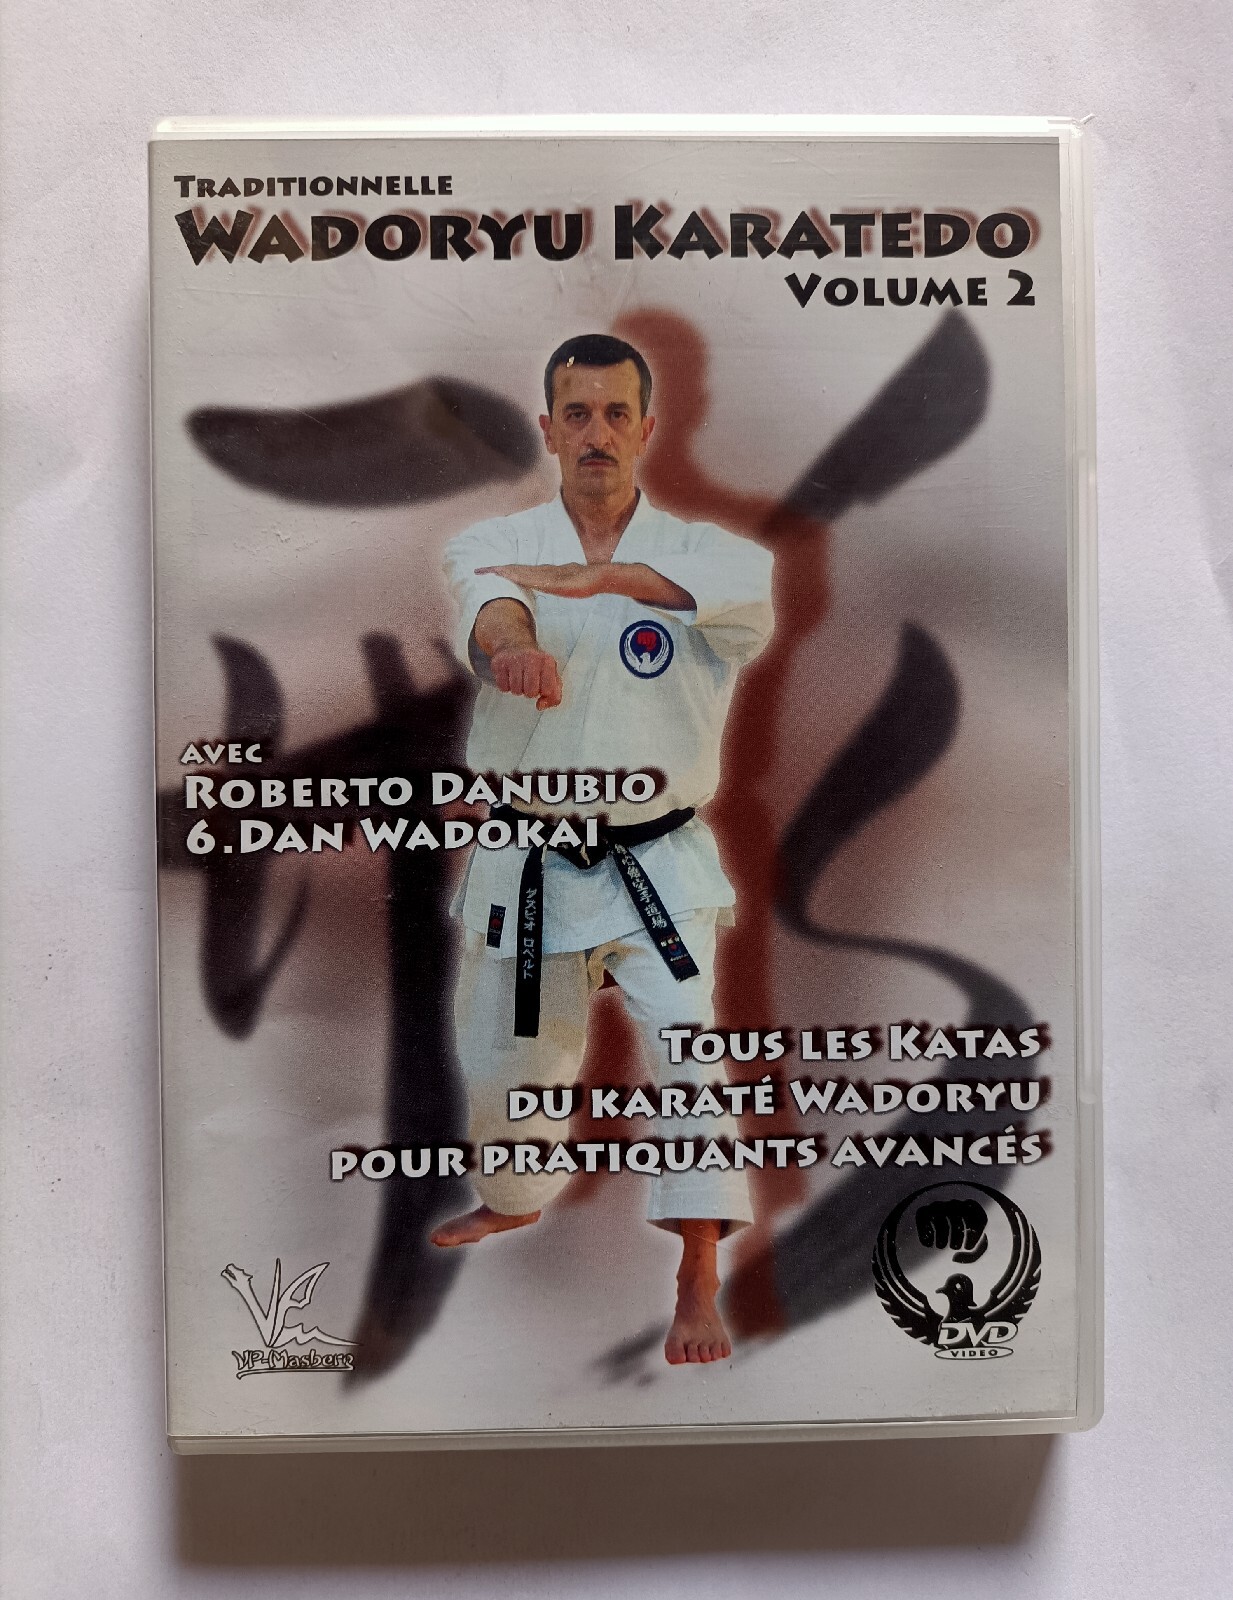 TRADITIONNELLE
WADORYU KARATEDO
VOLUME 2
AVEC
ROBERTO DANUBIO
6.DAN WADOKAI
TOUS LES KATAS
DU KARATÉ WADORYU
POUR PRATIQUANTS AVANCÉS
VP-Masberg
DVD
VIDEO